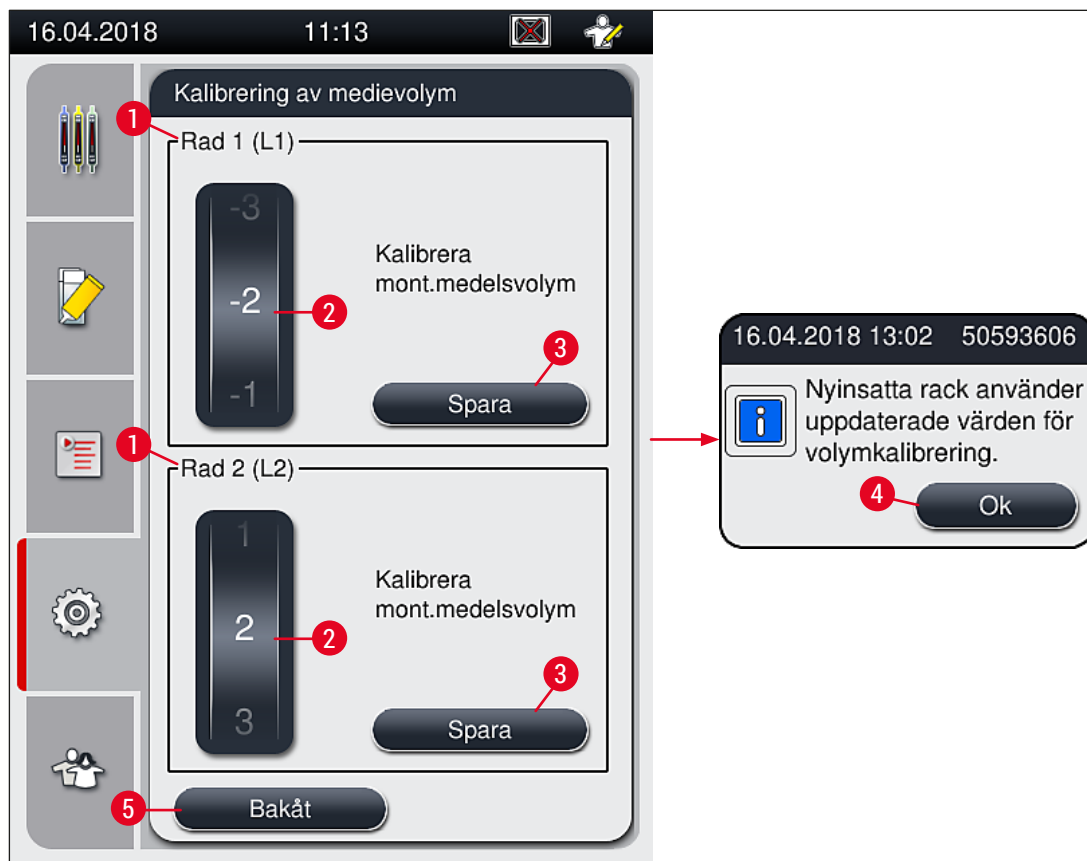 16.04.2018 11:13
Kalibrering av medievolym
1
Rad 1 (L1)
-3
-2
-1
2
Kalibrera
mont.medelsvolym
3
Spara
1
Rad 2 (L2)
1
2
3
2
Kalibrera
mont.medelsvolym
3
Spara
5
Bakåt
16.04.2018 13:02 50593606
i
Nyinsatta rack använder
uppdaterade värden för
volymkalibrering.
4
Ok